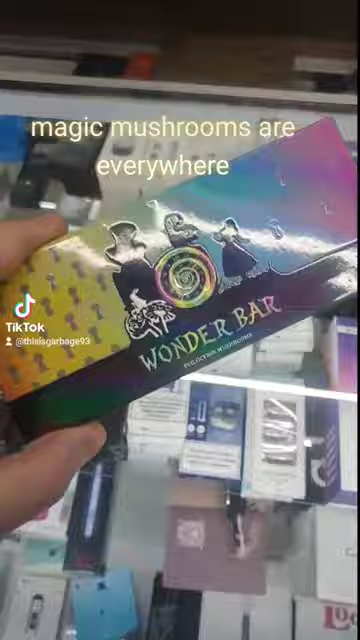 magic mushrooms are
everywhere
TikTok
@thisisgarbage93
WONDER BAR
PSILOCYBIN MUSHROOMS